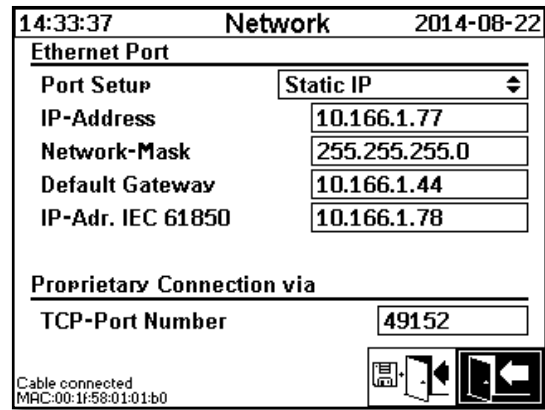 14:33:37 Network 2014-08-22
Ethernet Port
Port Setup Static IP
IP-Address 10.166.1.77
Network-Mask 255.255.255.0
Default Gateway 10.166.1.44
IP-Adr. IEC 61850 10.166.1.78
Proprietary Connection via
TCP-Port Number 49152
Cable connected
MAC:00:1f:58:01:01:b0